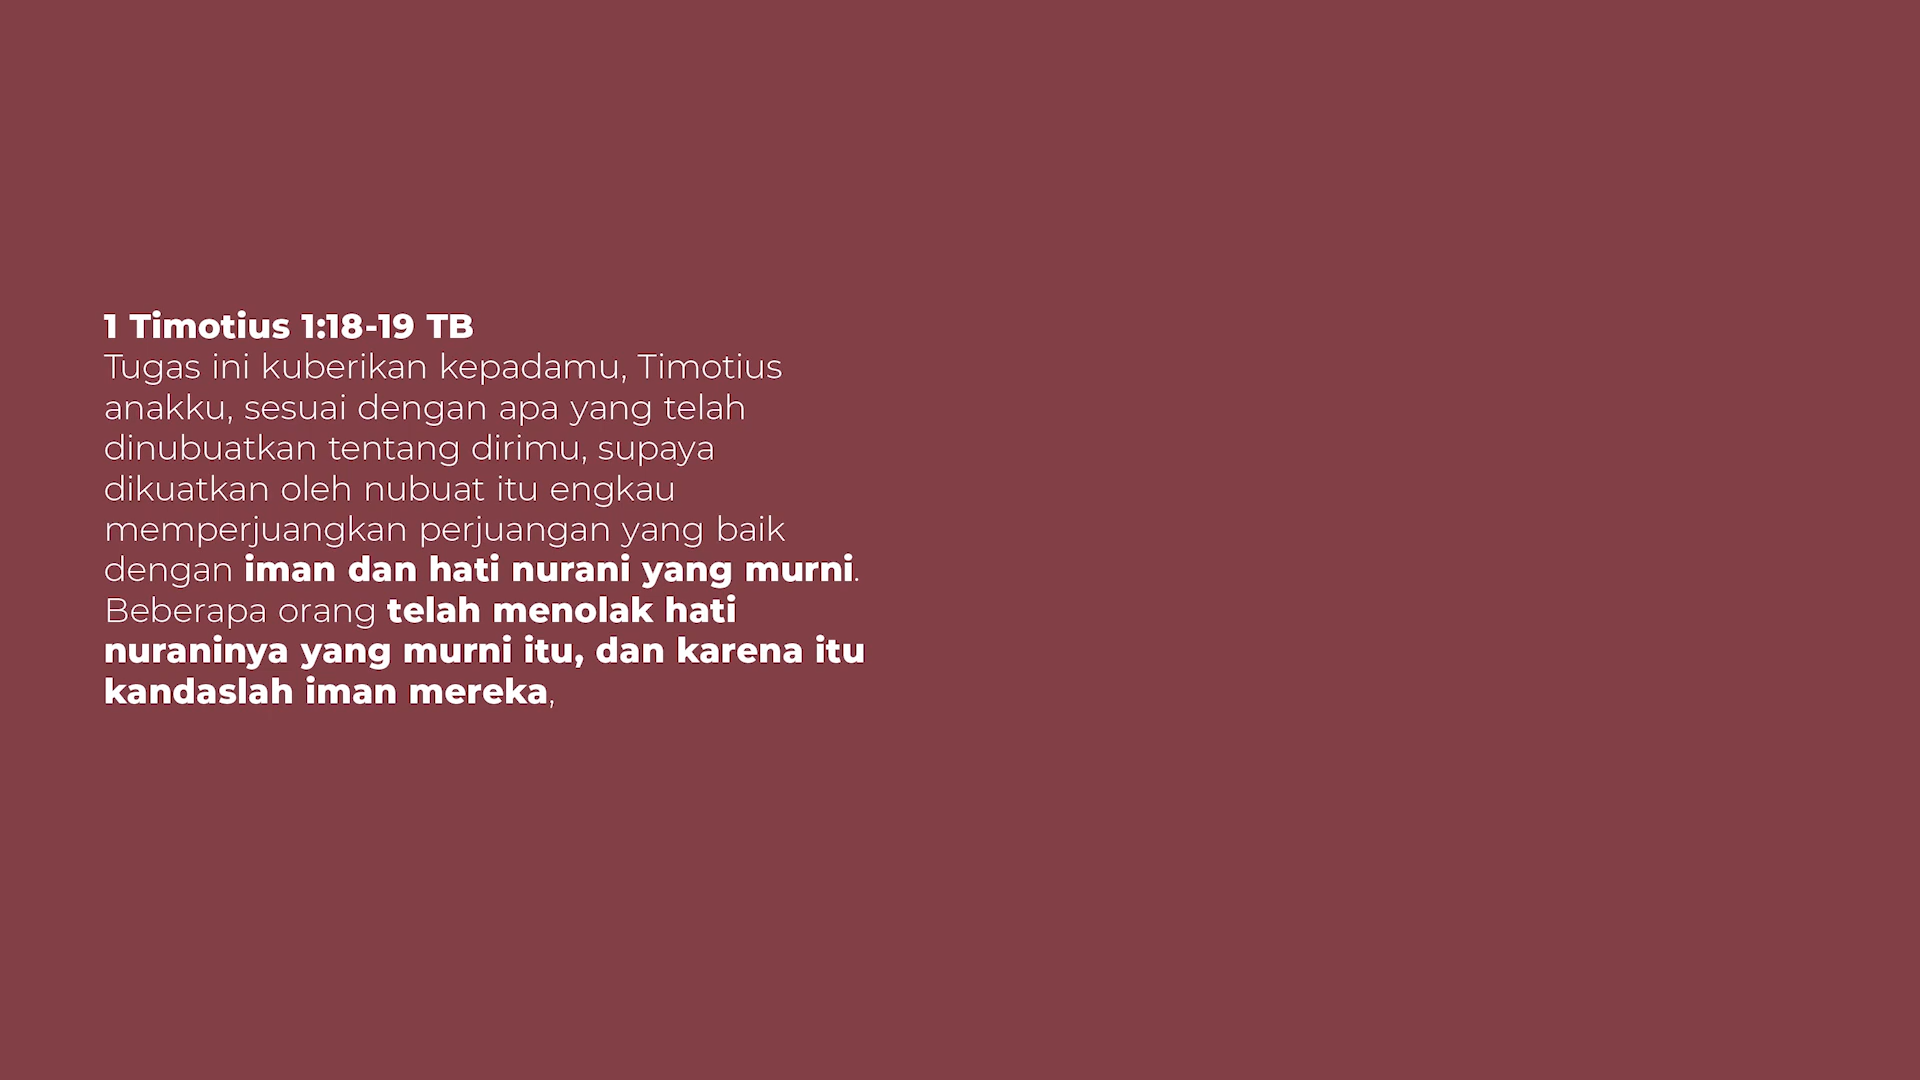 1 Timotius 1:18-19 TB
Tugas ini kuberikan kepadamu, Timotius
anakku, sesuai dengan apa yang telah
dinubuatkan tentang dirimu, supaya
dikuatkan oleh nubuat itu engkau
memperjuangkan perjuangan yang baik
dengan iman dan hati nurani yang murni.
Beberapa orang telah menolak hati
nuraninya yang murni itu, dan karena itu
kandaslah iman mereka,